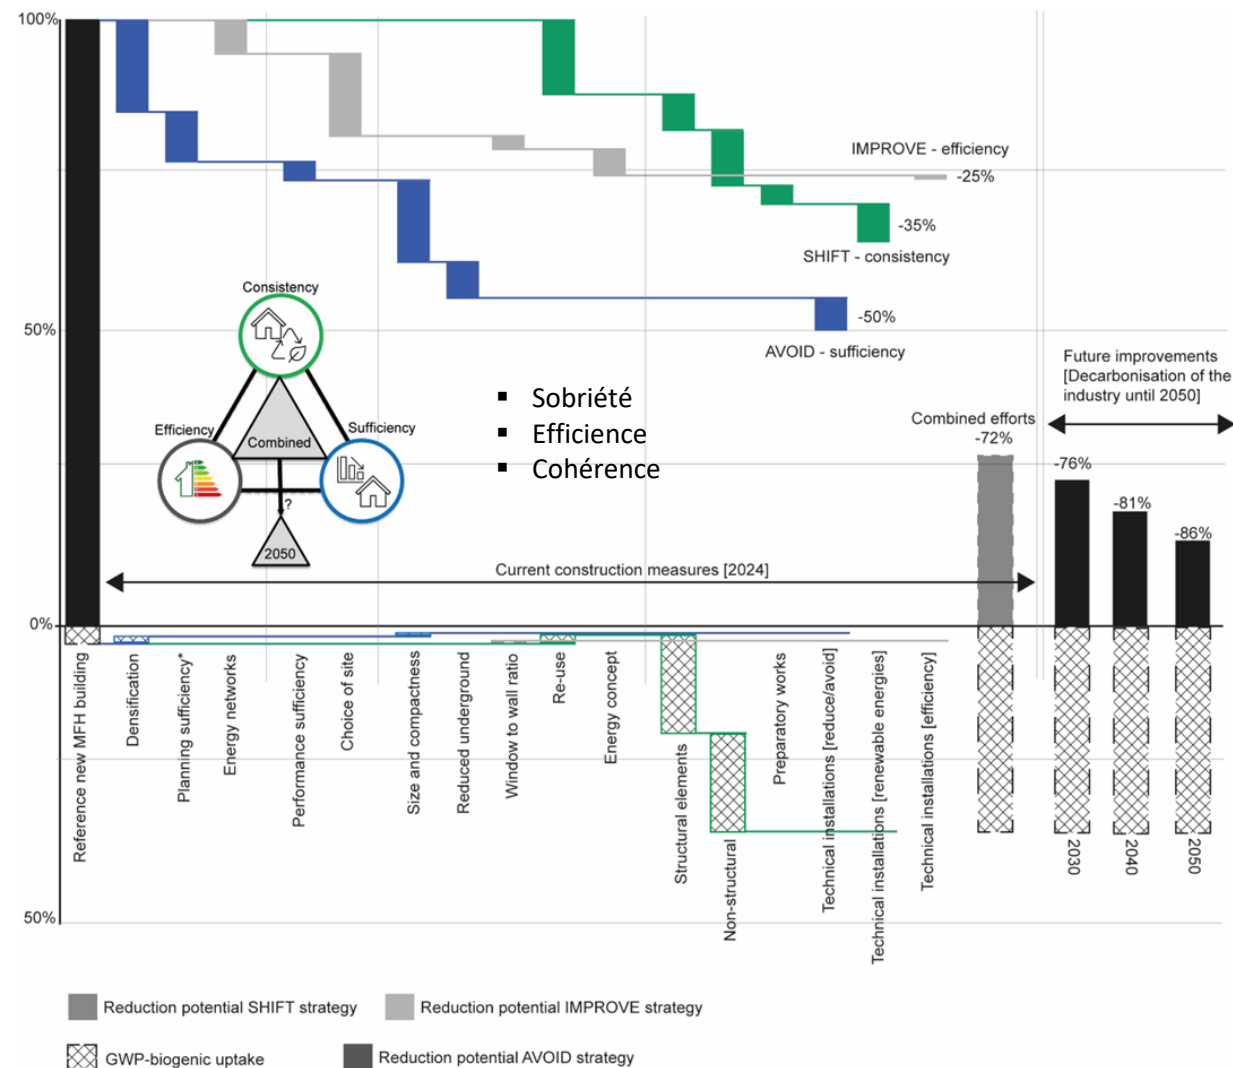 100%
IMPROVE - efficiency
-25%
-35%
SHIFT - consistency
Consistency
50%
-50%
AVOID - sufficiency
Future improvements
[Decarbonisation of the
industry until 2050]
▪ Sobriété
▪ Efficience
▪ Cohérence
Combined efforts
-72%
Efficiency
Sufficiency
Combined
-76%
?
-81%
-86%
2050
Current construction measures [2024]
0%
Reference new MFH building
Densification
Planning sufficiency*
Energy networks
Performance sufficiency
Choice of site
Size and compactness
Reduced underground
Window to wall ratio
Re-use
Energy concept
Structural elements
Non-structural
Preparatory works
Technical installations [reduce/avoid]
Technical installations [renewable energies]
Technical installations [efficiency]
2030
2040
2050
50%
Reduction potential SHIFT strategy
Reduction potential IMPROVE strategy
GWP-biogenic uptake
Reduction potential AVOID strategy